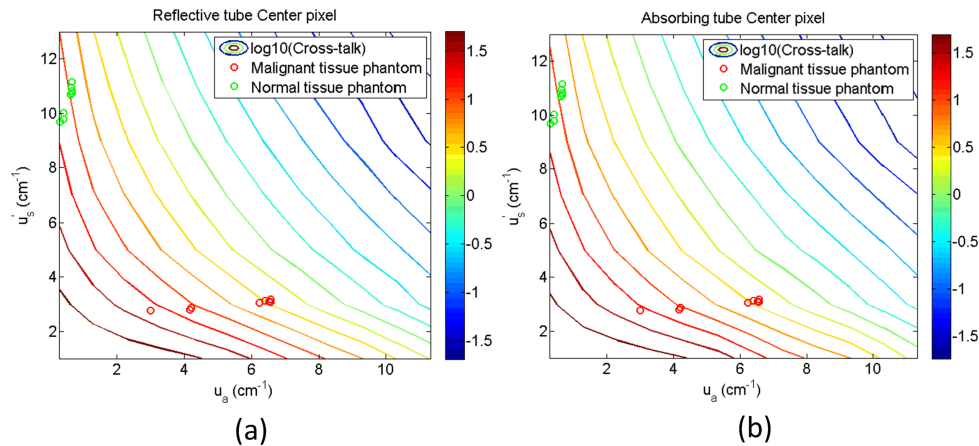 Reflective tube Center pixel
log10(Cross-talk)
Malignant tissue phantom
Normal tissue phantom
12
10
8
6
4
2
u's (cm-1)
2
4
6
8
10
ua (cm-1)
1.5
1
0.5
0
-0.5
-1
-1.5
(a)
Absorbing tube Center pixel
log10(Cross-talk)
Malignant tissue phantom
Normal tissue phantom
12
10
8
6
4
2
u's (cm-1)
2
4
6
8
10
ua (cm-1)
1.5
1
0.5
0
-0.5
-1
-1.5
(b)